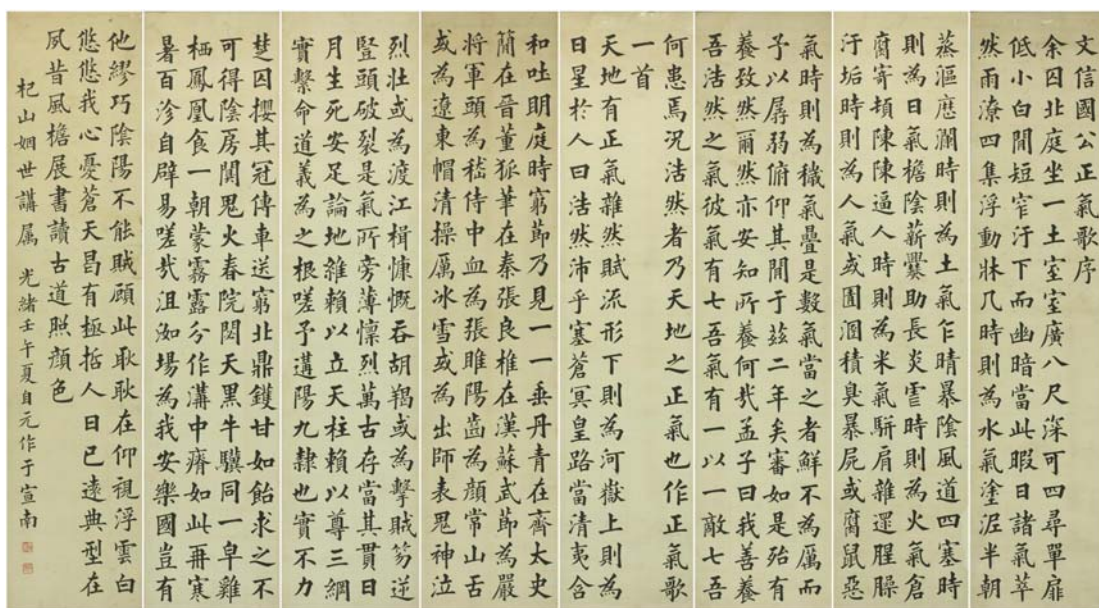 文信國公正氣歌序
余囚北庭坐一土室室廣八尺深可四尋單扉
低小白閒短窄汙下而幽暗當此暇日諸氣萃
然雨潦四集浮動牀几時則為水氣塗泥半朝
蒸漚歷瀾時則為土氣乍晴暴陰風道四塞時
則為日氣檐陰薪爨助長炎虐時則為火氣倉
腐寄頓陳陳逼人時則為米氣駢肩雜遝腥臊
汙垢時則為人氣或圊溷積臭暴屍或腐鼠惡
氣時則為穢氣疊是數氣當之者鮮不為厲而
予以孱弱俯仰其閒于茲二年矣審如是殆有
養致然爾然亦安知所養何哉孟子曰我善養
吾浩然之氣彼氣有七吾氣有一以一敵七吾
何患焉況浩然者乃天地之正氣也作正氣歌
一首
天地有正氣雜然賦流形下則為河嶽上則為
日星於人曰浩然沛乎塞蒼冥皇路當清夷含
和吐明庭時窮節乃見一一垂丹青在齊太史
簡在晉董狐筆在秦張良椎在漢蘇武節為嚴
將軍頭為嵇侍中血為張睢陽齒為顏常山舌
或為遼東帽清操厲冰雪或為出師表鬼神泣
烈壯或為渡江楫慷慨吞胡羯或為擊賊笏逆
豎頭破裂是氣所旁薄懍烈萬古存當其貫日
月生死安足論地維賴以立天柱賴以尊三綱
實繫命道義為之根嗟予遘陽九隸也實不力
楚囚纓其冠傳車送窮北鼎鑊甘如飴求之不
可得陰房闃鬼火春院閟天黑牛驥同一皁雞
栖鳳凰食一朝蒙霧露分作溝中瘠如此再寒
暑百沴自辟易嗟哉沮洳場為我安樂國豈有
他繆巧陰陽不能賊顧此耿耿在仰視浮雲白
悠悠我心憂蒼天曷有極哲人日已遠典型在
夙昔風檐展書讀古道照顏色
杞山姻世講屬 光緒壬午夏自元作于宣南